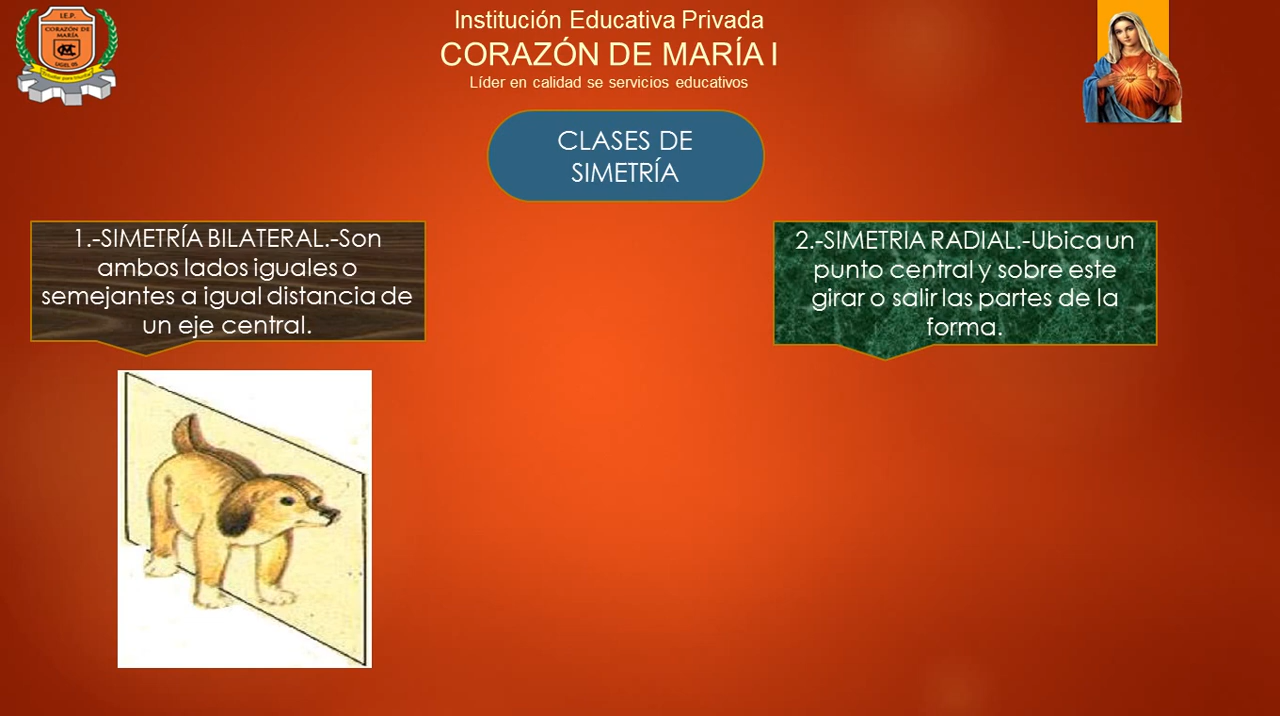 I.E.P.
CORAZÓN DE
MARÍA
UGEL 05
Institución Educativa Privada
CORAZÓN DE MARÍA I
Líder en calidad se servicios educativos
CLASES DE
SIMETRÍA
1.-SIMETRÍA BILATERAL.-Son
ambos lados iguales o
semejantes a igual distancia de
un eje central.
2.-SIMETRIA RADIAL.-Ubica un
punto central y sobre este
girar o salir las partes de la
forma.